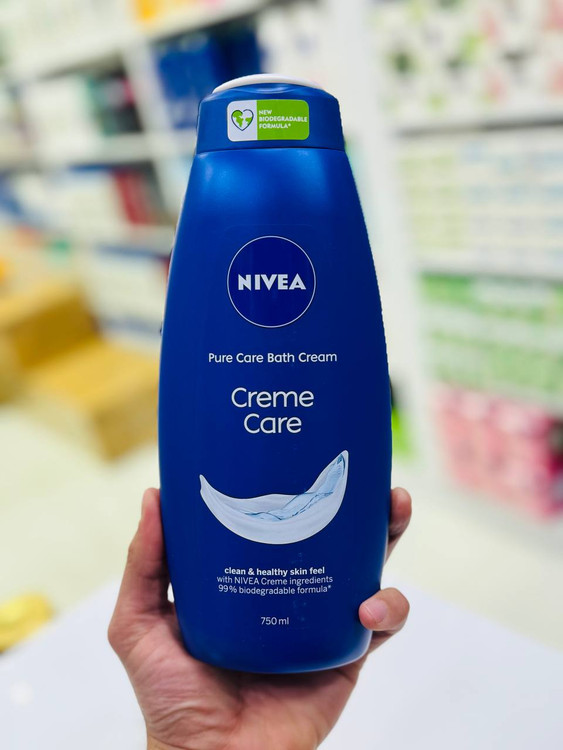 NEW
BIODEGRADABLE
FORMULA*
NIVEA
Pure Care Bath Cream
Creme
Care
clean & healthy skin feel
with NIVEA Creme ingredients
99% biodegradable formula*
750 ml